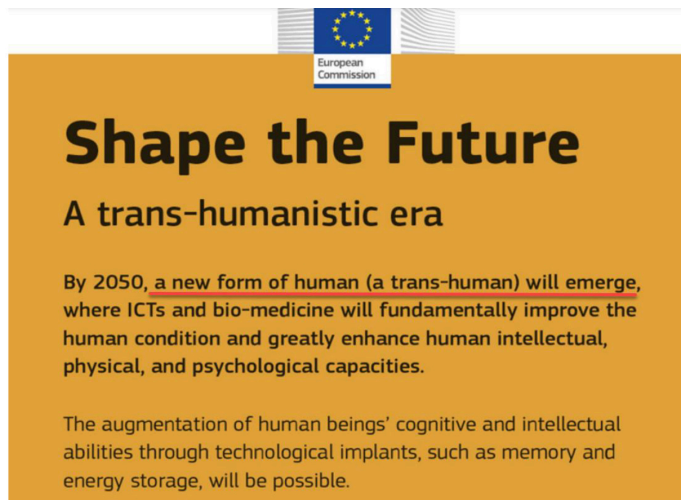 European
Commission
Shape the Future
A trans-humanistic era
By 2050, a new form of human (a trans-human) will emerge,
where ICTs and bio-medicine will fundamentally improve the
human condition and greatly enhance human intellectual,
physical, and psychological capacities.
The augmentation of human beings' cognitive and intellectual
abilities through technological implants, such as memory and
energy storage, will be possible.